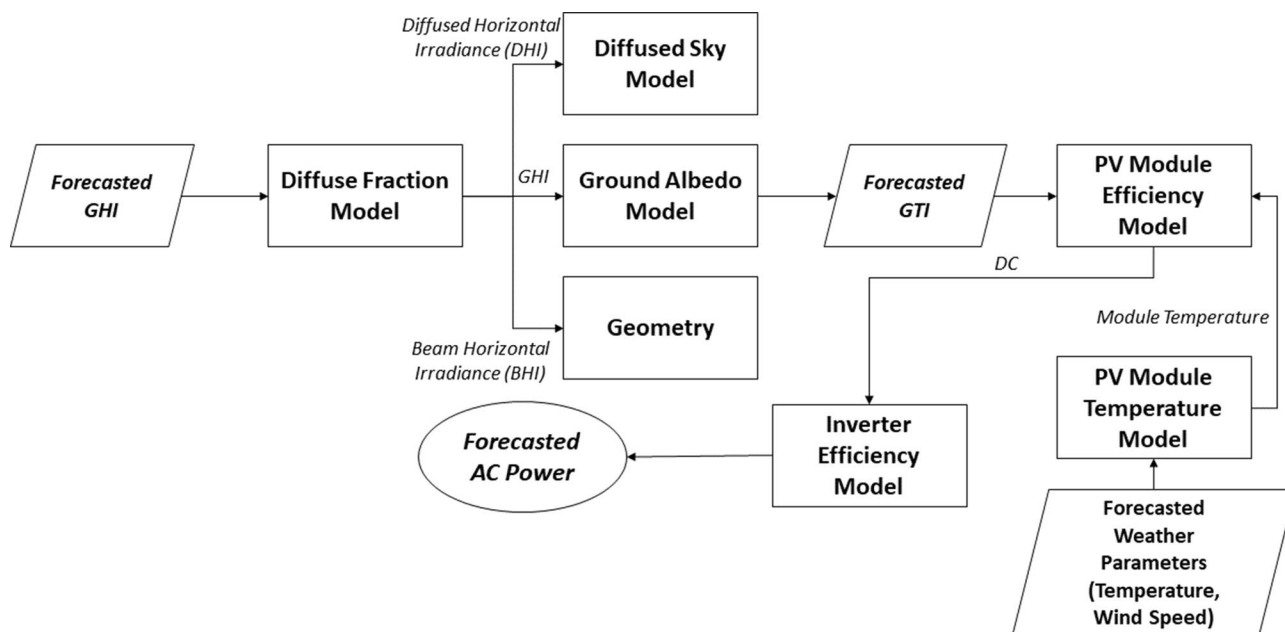 Diffused Horizontal
Irradiance (DHI)
Diffused Sky
Model
Forecasted
GHI
Diffuse Fraction
Model
GHI
Ground Albedo
Model
Forecasted
GTI
PV Module
Efficiency
Model
DC
Geometry
Module Temperature
Beam Horizontal
Irradiance (BHI)
PV Module
Temperature
Model
Forecasted
AC Power
Inverter
Efficiency
Model
Forecasted
Weather
Parameters
(Temperature,
Wind Speed)